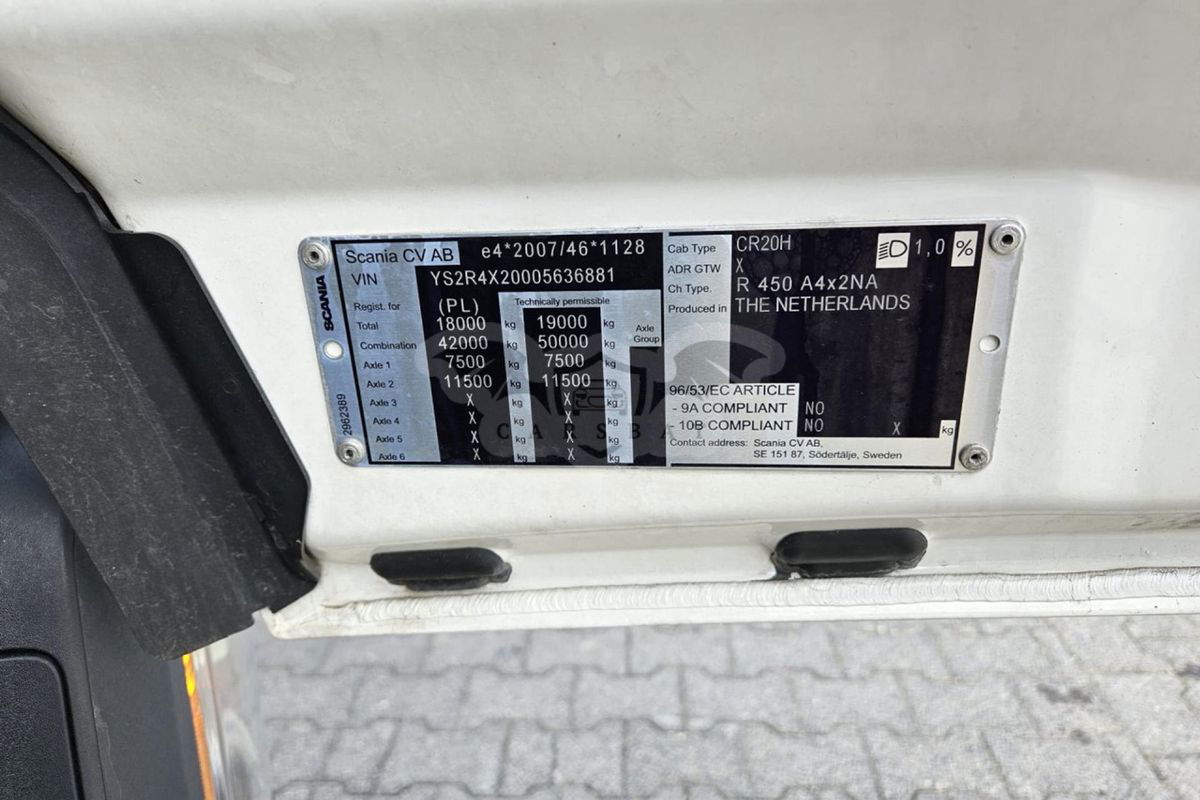 Scania CV AB e4*2007/46*1128
VIN YS2R4X20005636881
Regist. for (PL) Technically permissible
Total 18000 kg 19000 kg Axle Group
Combination 42000 kg 50000 kg
Axle 1 7500 kg 7500 kg
Axle 2 11500 kg 11500 kg
Axle 3 X kg X kg
Axle 4 X kg X kg
Axle 5 X kg X kg
Axle 6 X kg X kg
SCANIA
2962389
Cab Type CR20H 1,0 %
ADR GTW X
Ch Type. R 450 A4x2NA
Produced in THE NETHERLANDS
96/53/EC ARTICLE
- 9A COMPLIANT NO
- 10B COMPLIANT NO X kg
Contact address: Scania CV AB,
SE 151 87, Södertälje, Sweden
CARSBAT